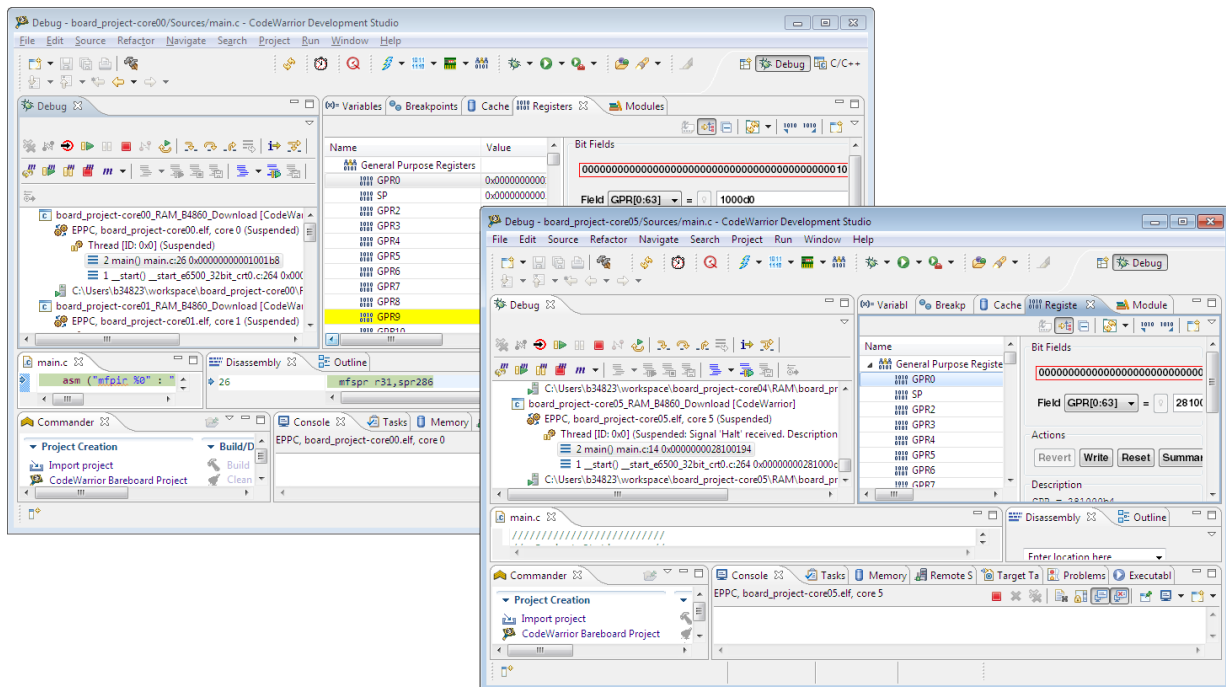 Debug - board_project-core00/Sources/main.c - CodeWarrior Development Studio
File Edit Source Refactor Navigate Search Project Run Window Help
Debug C/C++
Debug
(x)= Variables Breakpoints Cache Registers Modules
Name Value Bit Fields
General Purpose Registers
GPR0 0x0000000000
SP 0x0000000000
GPR2
GPR3
GPR4
GPR5
GPR6
GPR7
GPR8
GPR9
GPR10
Field GPR[0:63] = 1000d0
board_project-core00_RAM_B4860_Download [CodeWar
EPPC, board_project-core00.elf, core 0 (Suspended)
Thread [ID: 0x0] (Suspended)
2 main() main.c:26 0x00000000001001b8
1 __start() __start_e6500_32bit_crt0.c:264 0x000
C:\Users\b34823\workspace\board_project-core00\F
board_project-core01_RAM_B4860_Download [CodeWar
EPPC, board_project-core01.elf, core 1 (Suspended)
main.c Disassembly Outline
asm ("mfpir %0" : "
26 mfspr r31,spr286
Commander Console Tasks Memory
Project Creation Build/D
Import project Build
CodeWarrior Bareboard Project Clean
EPPC, board_project-core00.elf, core 0
Debug - board_project-core05/Sources/main.c - CodeWarrior Development Studio
File Edit Source Refactor Navigate Search Project Run Window Help
Debug
Debug
(x)= Variabl Breakp Cache Registe Module
Name Bit Fields
General Purpose Registe
GPR0
SP
GPR2
GPR3
GPR4
GPR5
GPR6
GPR7
Field GPR[0:63] = 28100
Actions
Revert Write Reset Summar
Description
GPR = 281000b4
C:\Users\b34823\workspace\board_project-core04\RAM\board_pr
board_project-core05_RAM_B4860_Download [CodeWarrior]
EPPC, board_project-core05.elf, core 5 (Suspended)
Thread [ID: 0x0] (Suspended: Signal 'Halt' received. Description
2 main() main.c:14 0x0000000028100194
1 __start() __start_e6500_32bit_crt0.c:264 0x00000000281000c
C:\Users\b34823\workspace\board_project-core05\RAM\board_pr
main.c Disassembly Outline
Enter location here
Commander Console Tasks Memory Remote S Target Ta Problems Executabl
Project Creation
Import project
CodeWarrior Bareboard Project
EPPC, board_project-core05.elf, core 5